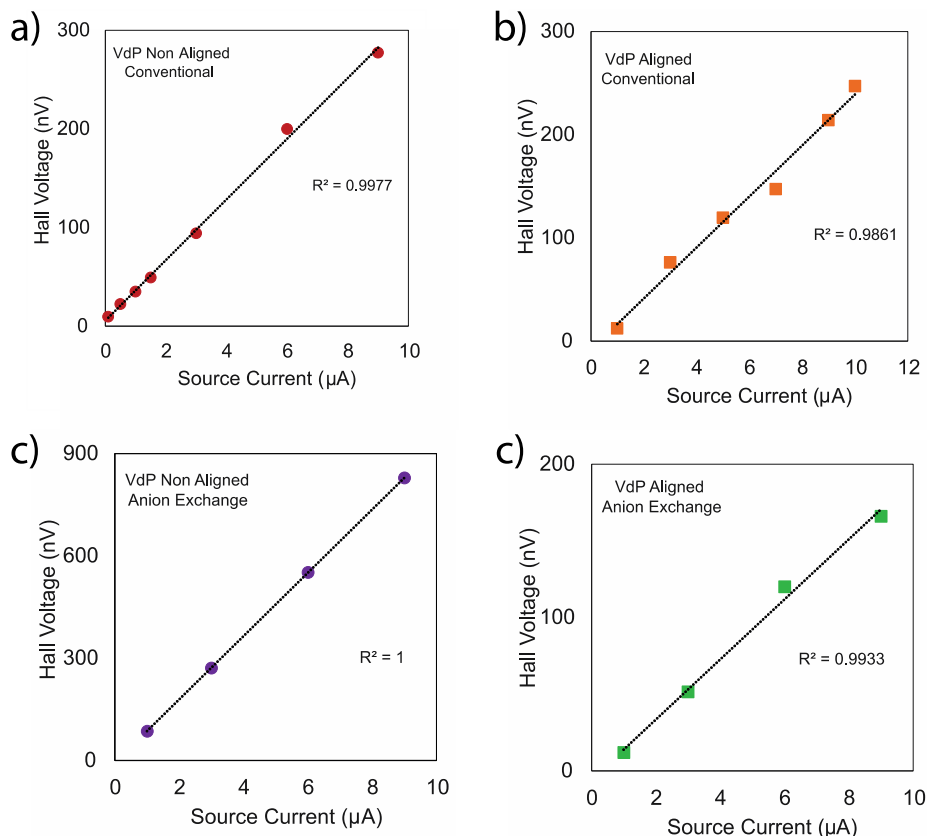 a)
300
200
100
0
Hall Voltage (nV)
VdP Non Aligned
Conventional
R² = 0.9977
0 2 4 6 8 10
Source Current (µA)
b)
300
200
100
0
Hall Voltage (nV)
VdP Aligned
Conventional
R² = 0.9861
0 2 4 6 8 10 12
Source Current (µA)
c)
900
600
300
0
Hall Voltage (nV)
VdP Non Aligned
Anion Exchange
R² = 1
0 2 4 6 8 10
Source Current (µA)
c)
200
100
0
Hall Voltage (nV)
VdP Aligned
Anion Exchange
R² = 0.9933
0 2 4 6 8 10
Source Current (µA)